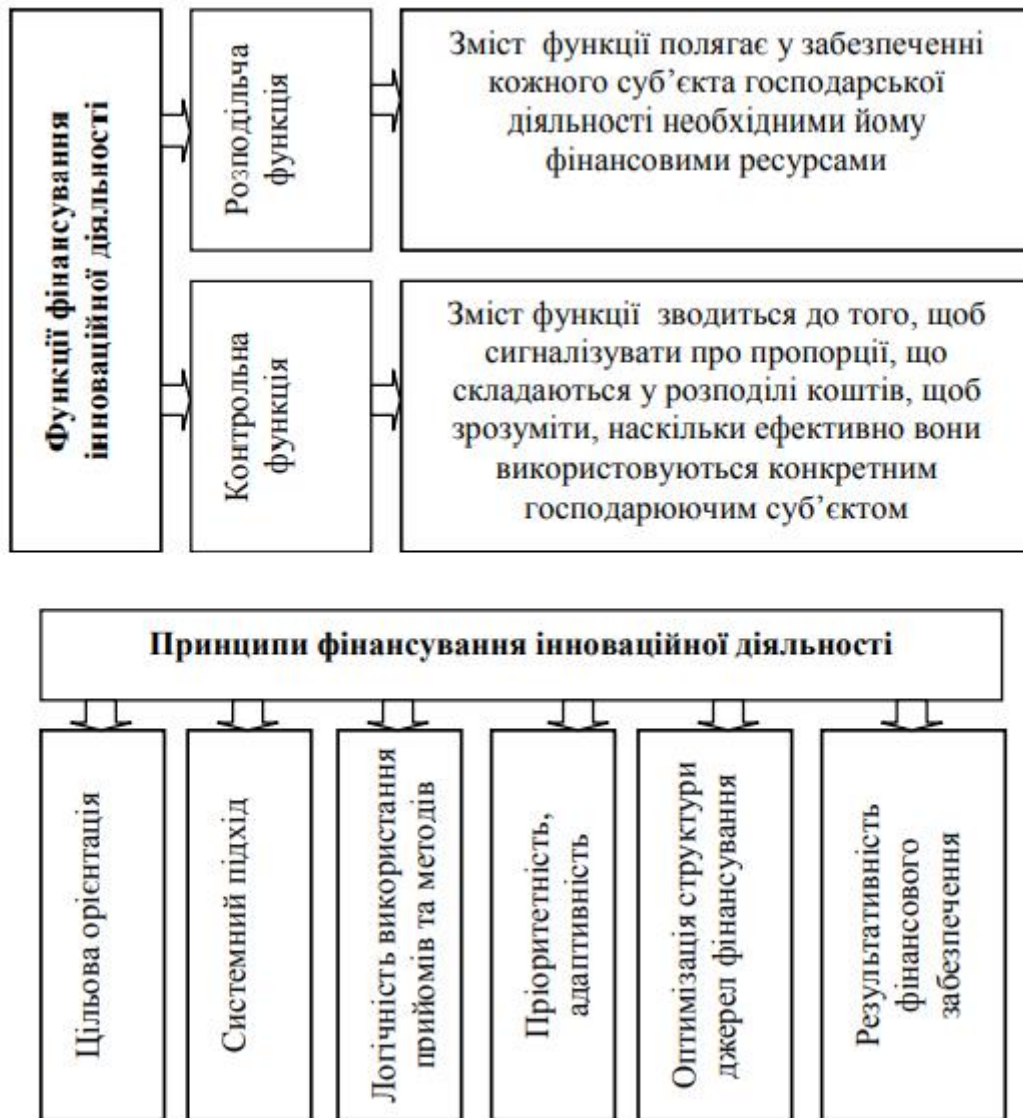 Функції фінансування
інноваційної діяльності
Розподільча
функція
Зміст функції полягає у забезпеченні
кожного суб’єкта господарської
діяльності необхідними йому
фінансовими ресурсами
Контрольна
функція
Зміст функції зводиться до того, щоб
сигналізувати про пропорції, що
складаються у розподілі коштів, щоб
зрозуміти, наскільки ефективно вони
використовуються конкретним
господарюючим суб’єктом
Принципи фінансування інноваційної діяльності
Цільова орієнтація
Системний підхід
Логічність використання
прийомів та методів
Пріоритетність,
адаптивність
Оптимізація структури
джерел фінансування
Результативність
фінансового
забезпечення